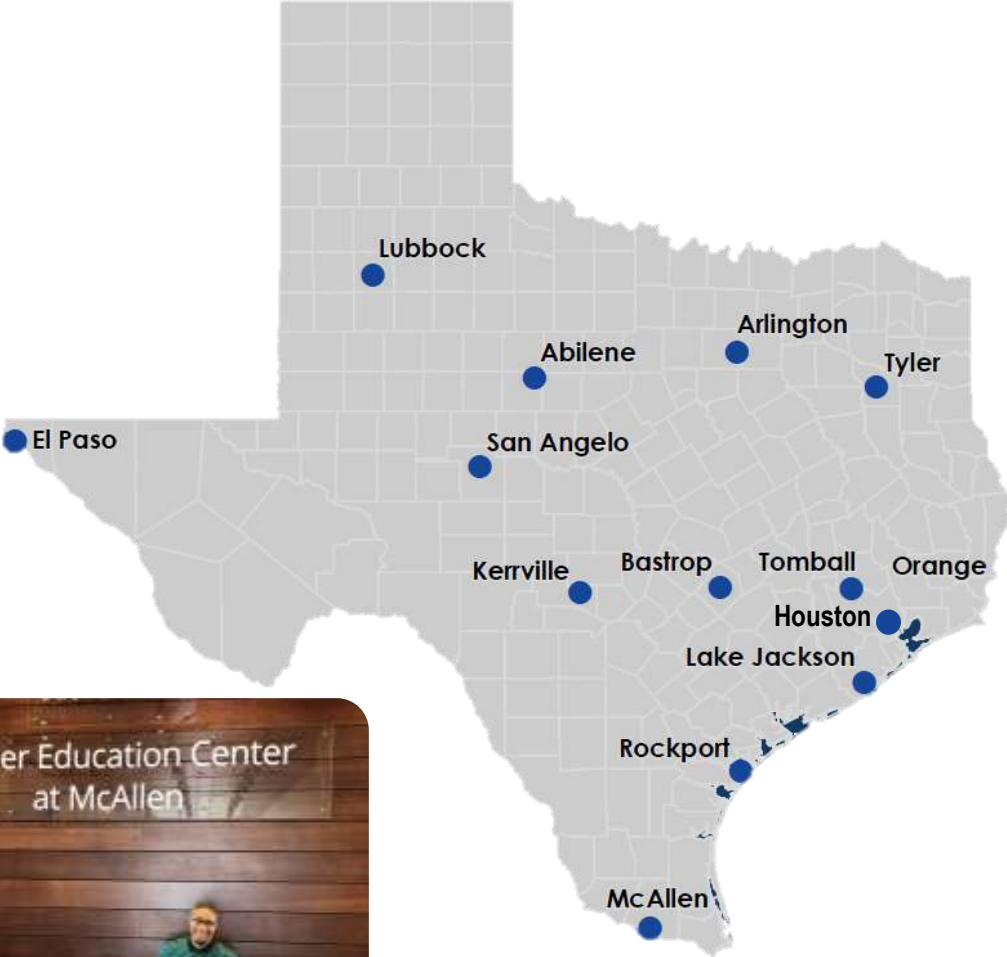 Lubbock
Arlington
Abilene
Tyler
El Paso
San Angelo
Kerrville
Bastrop
Tomball
Orange
Houston
Lake Jackson
Rockport
McAllen
er Education Center
at McAllen